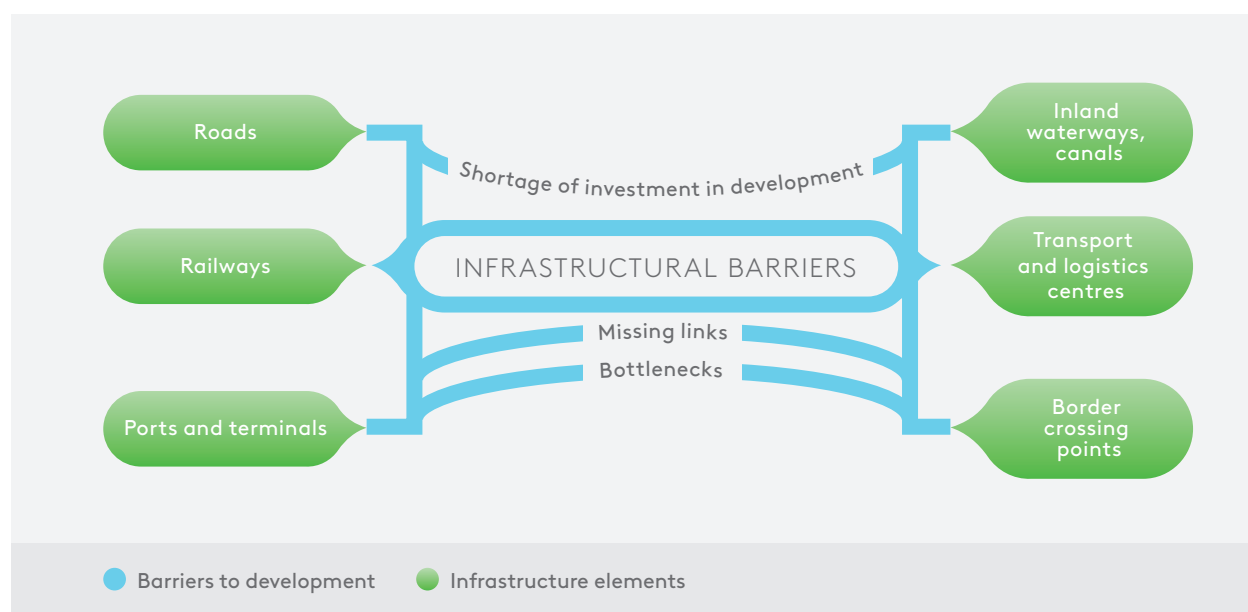 Roads
Railways
Ports and terminals
Shortage of investment in development
INFRASTRUCTURAL BARRIERS
Missing links
Bottlenecks
Inland
waterways,
canals
Transport
and logistics
centres
Border
crossing
points
Barriers to development
Infrastructure elements